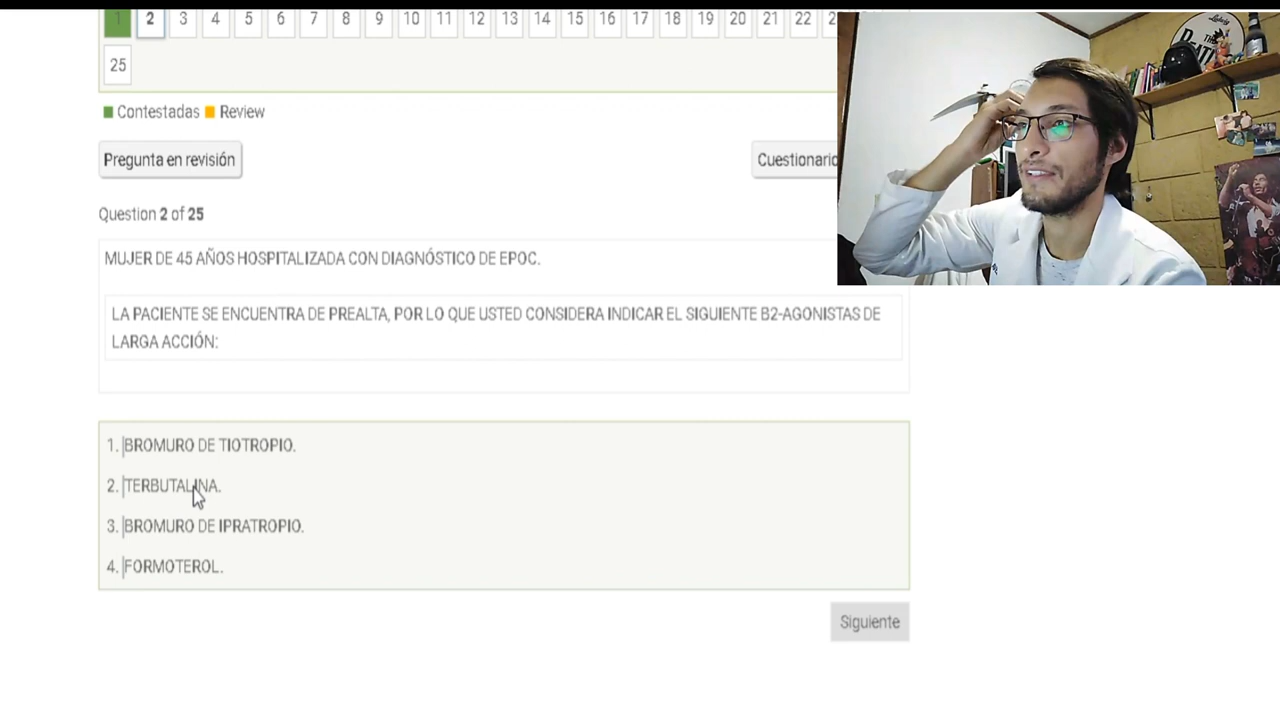 1 2 3 4 5 6 7 8 9 10 11 12 13 14 15 16 17 18 19 20 21 22
25
Contestadas Review
Pregunta en revisión
Cuestionario
Question 2 of 25
MUJER DE 45 AÑOS HOSPITALIZADA CON DIAGNÓSTICO DE EPOC.
LA PACIENTE SE ENCUENTRA DE PREALTA, POR LO QUE USTED CONSIDERA INDICAR EL SIGUIENTE B2-AGONISTAS DE
LARGA ACCIÓN:
1. BROMURO DE TIOTROPIO.
2. TERBUTALINA.
3. BROMURO DE IPRATROPIO.
4. FORMOTEROL.
Siguiente